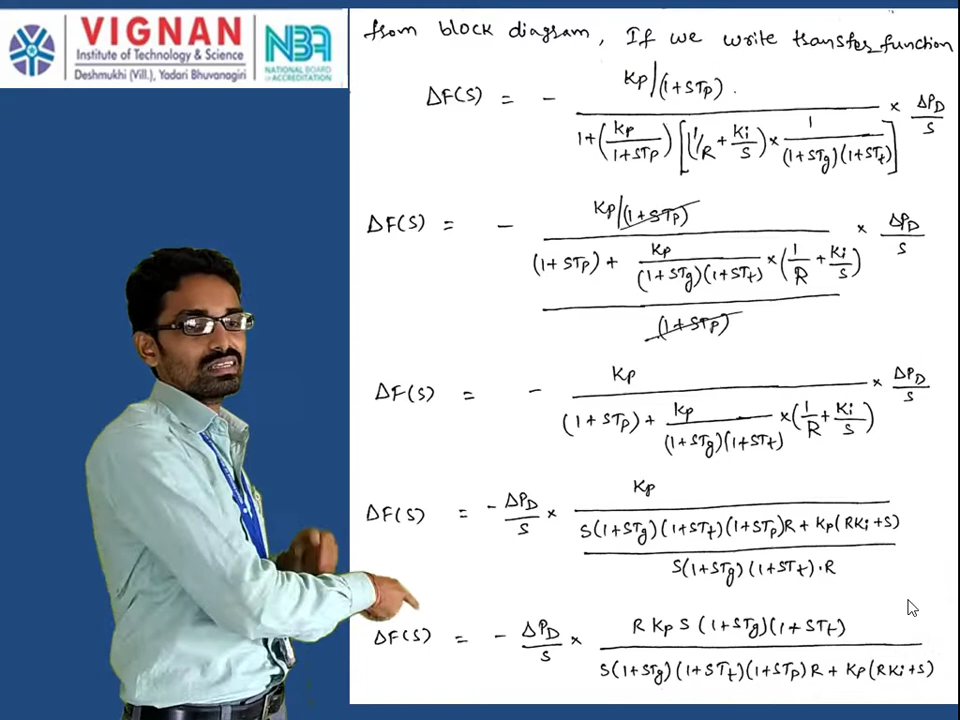 VIGNAN
Institute of Technology & Science
Deshmukhi (Vill.), Yadari Bhuvanagiri
NBA
NATIONAL BOARD
of ACCREDITATION
from block diagram, If we write transfer function
ΔF(S) = - Kp/(1+STp) / 1+(Kp/1+STp)[(1/R + Ki/S) × 1/(1+STg)(1+STt)] × ΔPD/S
ΔF(S) = - Kp/(1+STp) / (1+STp) + Kp/(1+STg)(1+STt) × (1/R + Ki/S) / (1+STp) × ΔPD/S
ΔF(S) = - Kp / (1+STp) + Kp/(1+STg)(1+STt) × (1/R + Ki/S) × ΔPD/S
ΔF(S) = - ΔPD/S × Kp / S(1+STg)(1+STt)(1+STp)R + Kp(RKi+S) / S(1+STg)(1+STt).R
ΔF(S) = - ΔPD/S × R Kp S (1+STg)(1+STt) / S(1+STg)(1+STt)(1+STp)R + Kp(RKi+S)